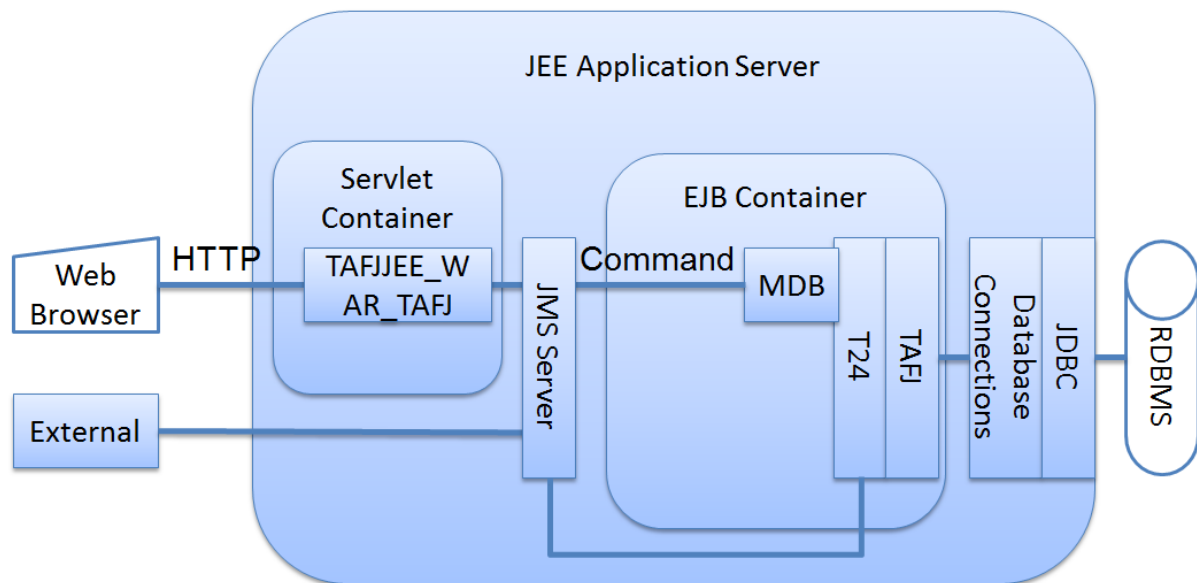 JEE Application Server
Servlet
Container
EJB Container
HTTP
Command
Web
Browser
TAFJJEE_W
AR_TAFJ
JMS Server
MDB
T24
TAFJ
Database
Connections
JDBC
RDBMS
External